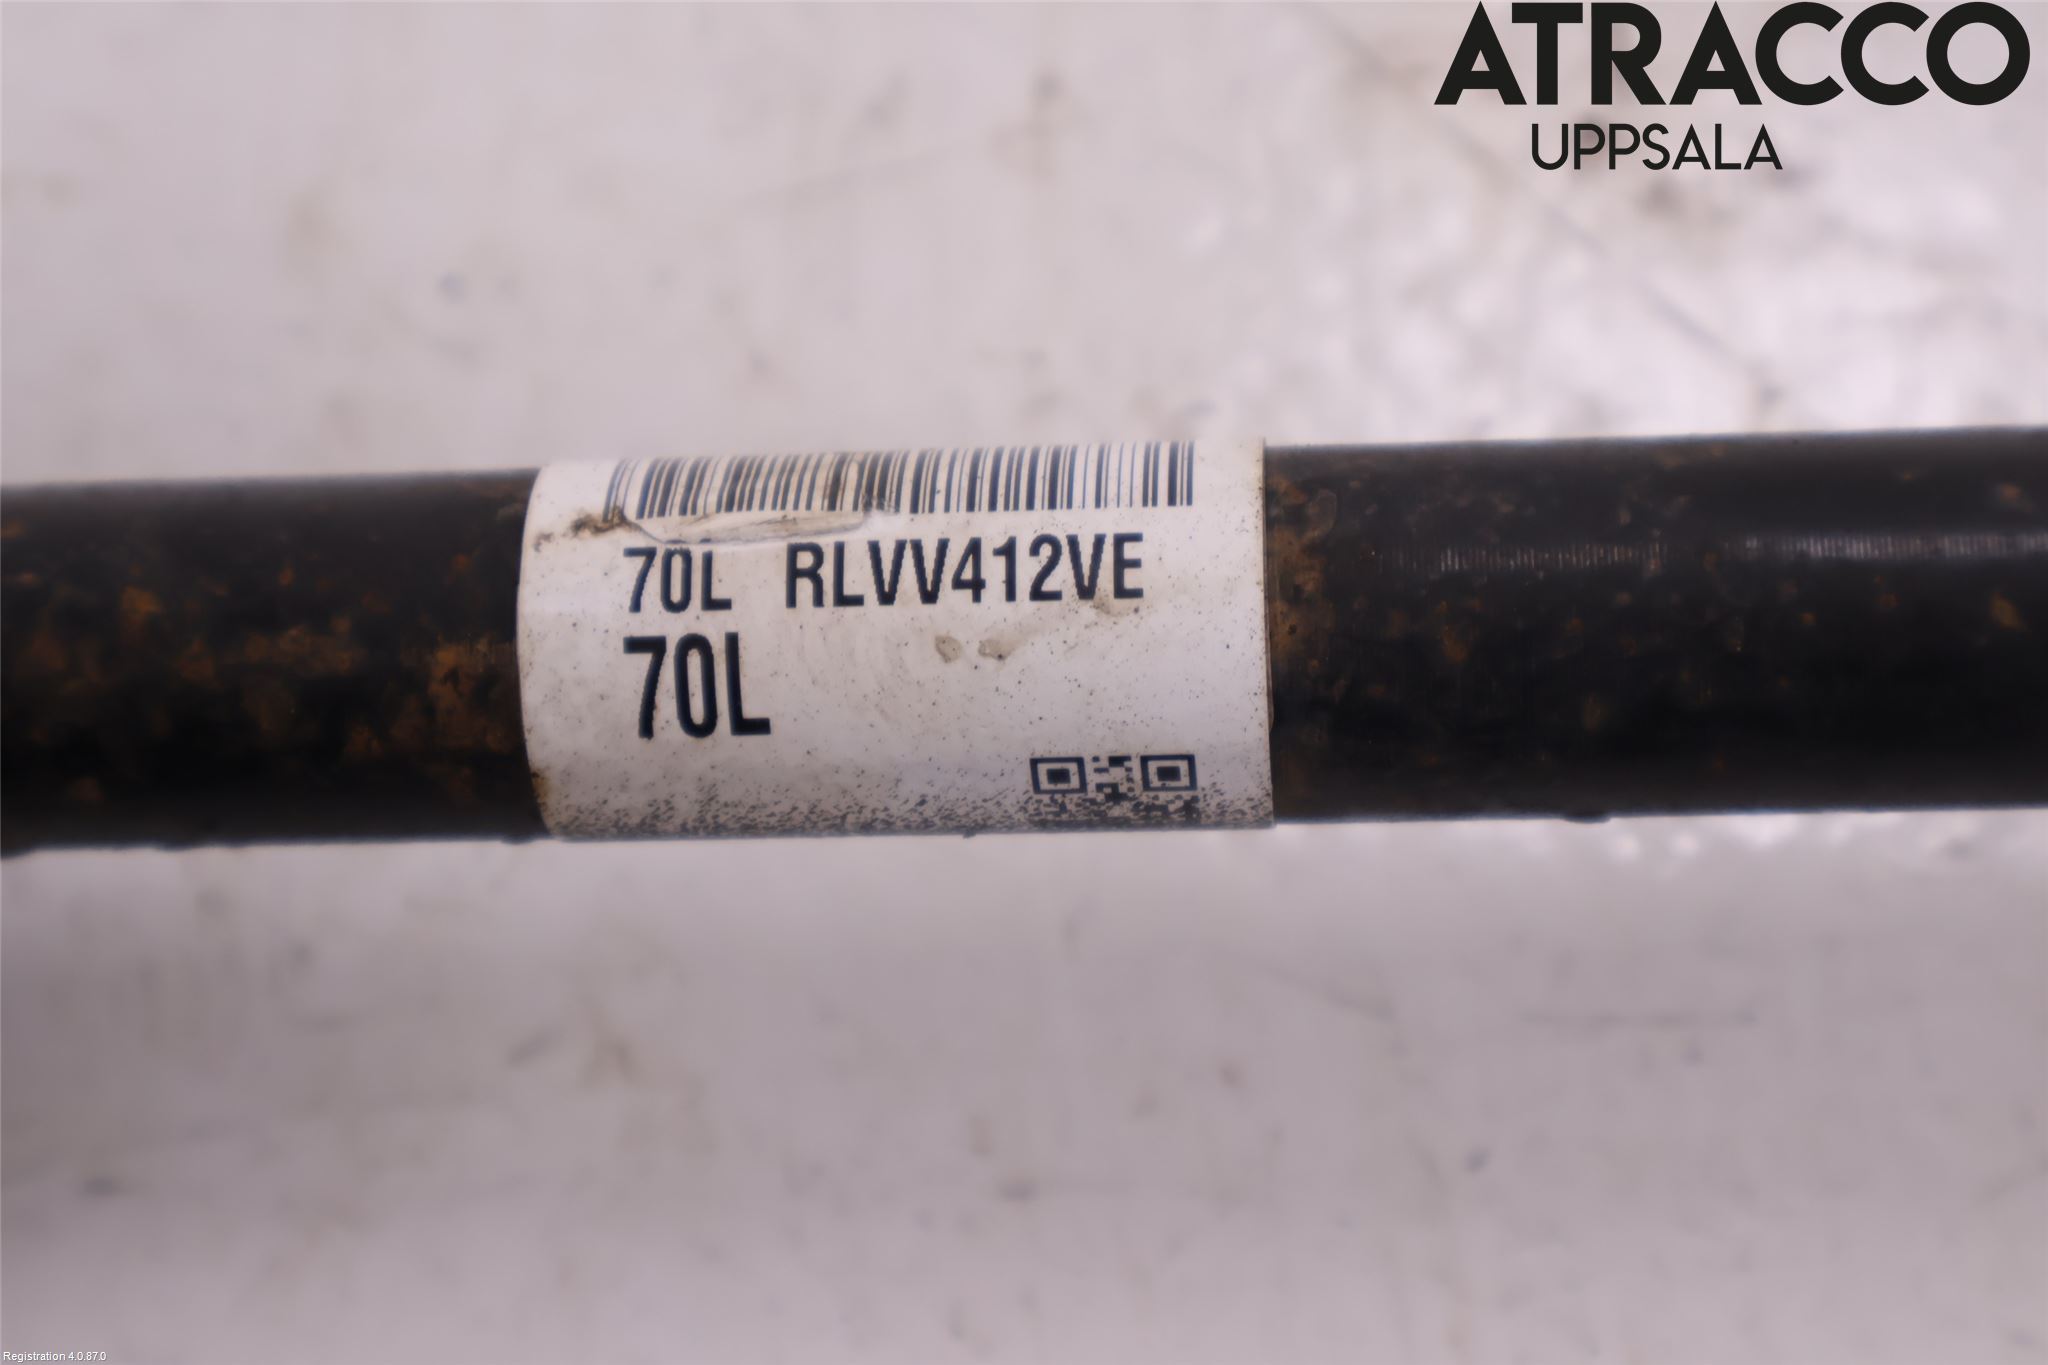 ATRACCO
UPPSALA
70L RLVV412VE
70L
Registration 4.0.87.0